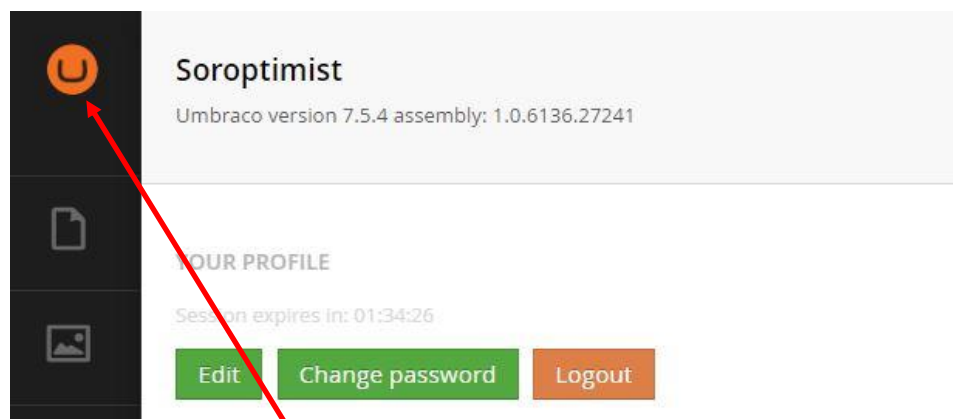 Soroptimist
Umbraco version 7.5.4 assembly: 1.0.6136.27241
YOUR PROFILE
Session expires in: 01:34:26
Edit Change password Logout